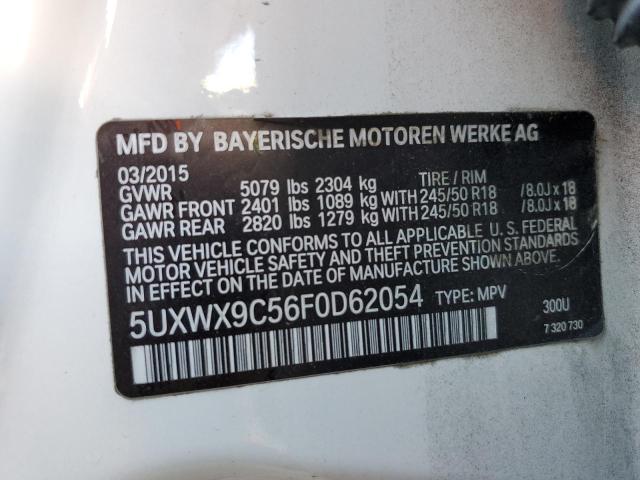 MFD BY BAYERISCHE MOTOREN WERKE AG
03/2015 TIRE / RIM
GVWR 5079 lbs 2304 kg
GAWR FRONT 2401 lbs 1089 kg WITH 245/50 R18 /8.0J x 18
GAWR REAR 2820 lbs 1279 kg WITH 245/50 R18 /8.0J x 18
THIS VEHICLE CONFORMS TO ALL APPLICABLE U. S. FEDERAL
MOTOR VEHICLE SAFETY AND THEFT PREVENTION STANDARDS
IN EFFECT ON THE DATE OF MANUFACTURE SHOWN ABOVE.
5UXWX9C56F0D62054 TYPE: MPV 300U
7 320 730